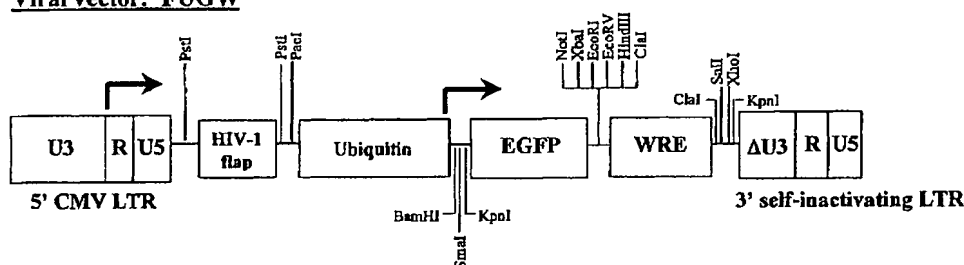 Viral vector: FUGW
PstI
PstI
PacI
NotI
XbaI
EcoRI
EcoRV
HindIII
ClaI
ClaI
SalI
XhoI
KpnI
U3
R
U5
HIV-1
flap
Ubiquitin
EGFP
WRE
ΔU3
R
U5
5' CMV LTR
BamHI
SmaI
KpnI
3' self-inactivating LTR